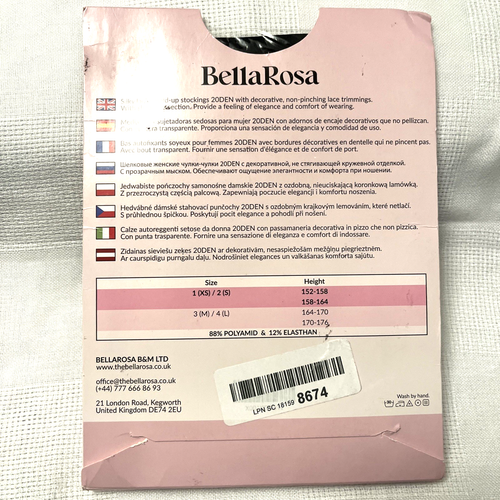 BellaRosa
-up stockings 20DEN with decorative, non-pinching lace trimmings.
Provide a feeling of elegance and comfort of wearing.
sujetadoras sedosas para mujer 20DEN con adornos de encaje decorativos que no pellizcan.
transparente. Proporciona una sensación de elegancia y comodidad de uso.
Bas autofixants soyeux pour femmes 20DEN avec bordures décoratives en dentelle qui ne pincent pas.
Avec bout transparent. Fournir une sensation d'élégance et de confort de port.
Шелковые женские чулки-чулки 20DEN с декоративной, не стягивающей кружевной отделкой.
С прозрачным мыском. Обеспечивают ощущение элегантности и комфорта при ношении.
Jedwabiste pończochy samonośne damskie 20DEN z ozdobną, nieuciskającą koronkową lamówką.
Z przezroczystą częścią palcową. Zapewniają poczucie elegancji i komfortu noszenia.
Hedvábné dámské stahovací punčochy 20DEN s ozdobným krajkovým lemováním, které netlačí.
S průhlednou špičkou. Poskytují pocit elegance a pohodlí při nošení.
Calze autoreggenti setose da donna 20DEN con passamaneria decorativa in pizzo che non pizzica.
Con punta trasparente. Fornire una sensazione di eleganza e comfort di indossare.
Zīdainas sieviešu zeķes 20DEN ar dekoratīvām, nesaspiežošām mežģīņu piegrieztnēm.
Ar caurspīdīgu purngalu daļu. Nodrošiniet elegances un valkāšanas komforta sajūtu.
Size Height
1 (XS) / 2 (S) 152-158
158-164
3 (M) / 4 (L) 164-170
170-176
88% POLYAMID & 12% ELASTHAN
BELLAROSA B&M LTD
www.thebellarosa.co.uk
office@thebellarosa.co.uk
(+44) 777 666 86 93
21 London Road, Kegworth
United Kingdom DE74 2EU
LPN SC 18159 8674
Wash by hand.